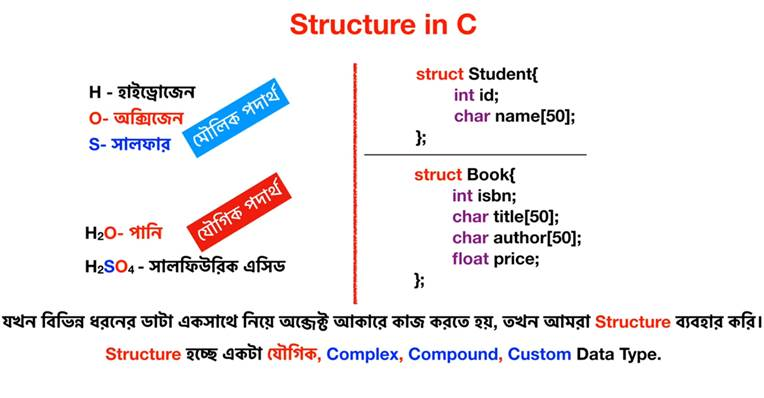 Structure in C
H - হাইড্রোজেন
O- অক্সিজেন
S- সালফার
মৌলিক পদার্থ
H₂O- পানি
H₂SO₄ - সালফিউরিক এসিড
যৌগিক পদার্থ
struct Student{
int id;
char name[50];
};
struct Book{
int isbn;
char title[50];
char author[50];
float price;
};
যখন বিভিন্ন ধরনের ডাটা একসাথে নিয়ে অব্জেক্ট আকারে কাজ করতে হয়, তখন আমরা Structure ব্যবহার করি।
Structure হচ্ছে একটা যৌগিক, Complex, Compound, Custom Data Type.